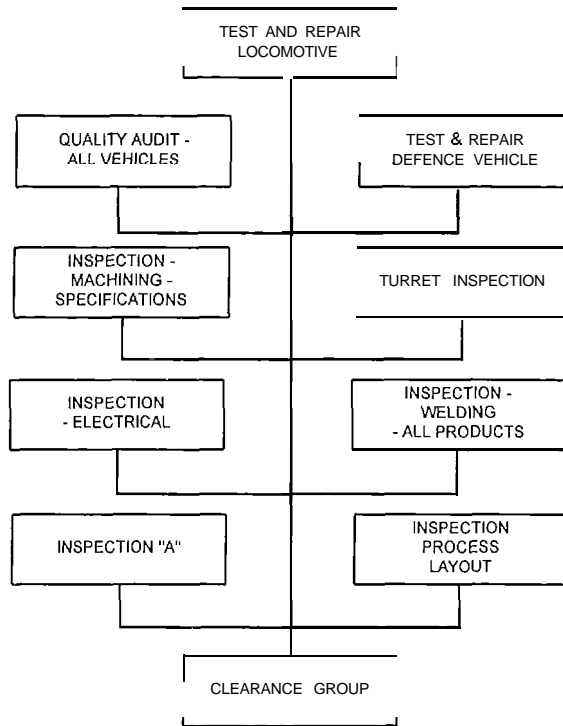 TEST AND REPAIR
LOCOMOTIVE
QUALITY AUDIT -
ALL VEHICLES
TEST & REPAIR
DEFENCE VEHICLE
INSPECTION -
MACHINING -
SPECIFICATIONS
TURRET INSPECTION
INSPECTION
- ELECTRICAL
INSPECTION -
WELDING
- ALL PRODUCTS
INSPECTION "A"
INSPECTION
PROCESS
LAYOUT
CLEARANCE GROUP